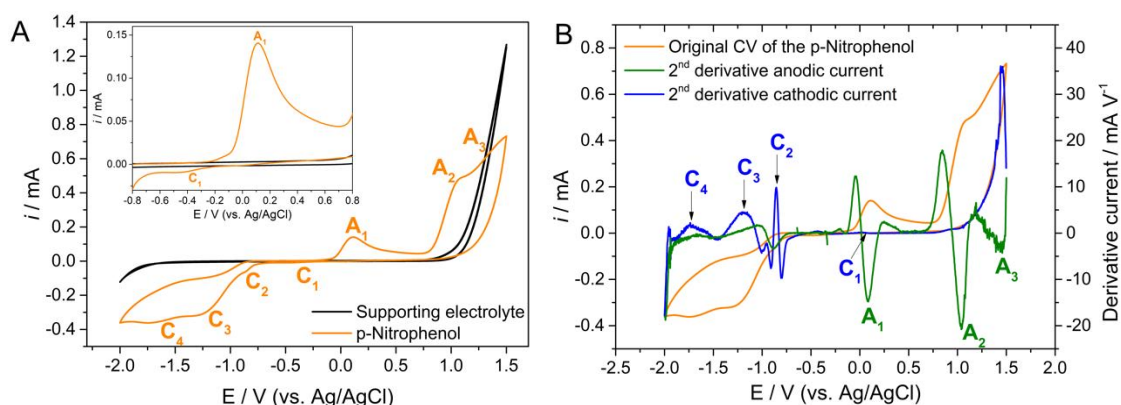 A
1.4
1.2
1.0
0.8
0.6
0.4
0.2
0.0
-0.2
-0.4
i / mA
-2.0 -1.5 -1.0 -0.5 0.0 0.5 1.0 1.5
E / V (vs. Ag/AgCl)
0.15
0.10
0.05
0.00
i / mA
-0.8 -0.6 -0.4 -0.2 0.0 0.2 0.4 0.6 0.8
E / V (vs. Ag/AgCl)
A1
C1
A1
A2
A3
C1
C2
C3
C4
Supporting electrolyte
p-Nitrophenol
B
0.8
0.6
0.4
0.2
0.0
-0.2
-0.4
i / mA
-2.5 -2.0 -1.5 -1.0 -0.5 0.0 0.5 1.0 1.5 2.0
E / V (vs. Ag/AgCl)
40
30
20
10
0
-10
-20
Derivative current / mA V⁻¹
Original CV of the p-Nitrophenol
2nd derivative anodic current
2nd derivative cathodic current
C4
C3
C2
C1
A1
A2
A3